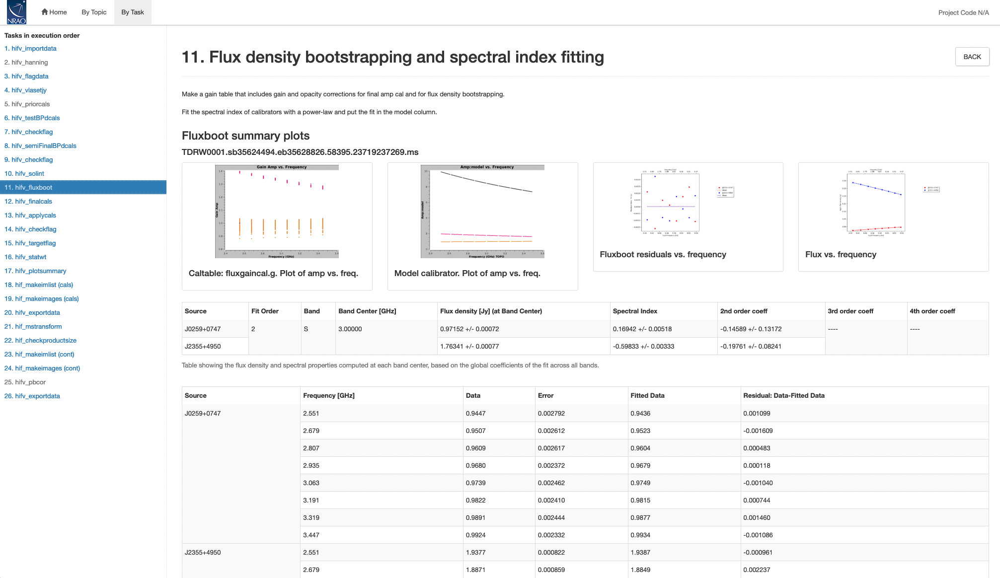 NRAO
Home By Topic By Task Project Code N/A
Tasks in execution order
1. hifv_importdata
2. hifv_hanning
3. hifv_flagdata
4. hifv_vlasetjy
5. hifv_priorcals
6. hifv_testBPdcals
7. hifv_checkflag
8. hifv_semiFinalBPdcals
9. hifv_checkflag
10. hifv_solint
11. hifv_fluxboot
12. hifv_finalcals
13. hifv_applycals
14. hifv_checkflag
15. hifv_targetflag
16. hifv_statwt
17. hifv_plotsummary
18. hif_makeimlist (cals)
19. hif_makeimages (cals)
20. hifv_exportdata
21. hif_mstransform
22. hif_checkproductsize
23. hif_makeimlist (cont)
24. hif_makeimages (cont)
25. hifv_pbcor
26. hifv_exportdata
11. Flux density bootstrapping and spectral index fitting
BACK
Make a gain table that includes gain and opacity corrections for final amp cal and for flux density bootstrapping.
Fit the spectral index of calibrators with a power-law and put the fit in the model column.
Fluxboot summary plots
TDRW0001.sb35624494.eb35628826.58395.23719237269.ms
Gain Amp vs. Frequency
Gain Amp
Frequency (GHz)
Caltable: fluxgaincal.g. Plot of amp vs. freq.
Amp:model vs. Frequency
Amp:model
Frequency (GHz) TOPO
Model calibrator. Plot of amp vs. freq.
Fluxboot residuals vs. frequency
Flux vs. frequency
Source Fit Order Band Band Center [GHz] Flux density [Jy] (at Band Center) Spectral Index 2nd order coeff 3rd order coeff 4th order coeff
J0259+0747 2 S 3.00000 0.97152 +/- 0.00072 0.16942 +/- 0.00518 -0.14589 +/- 0.13172 ---- ----
J2355+4950 1.76341 +/- 0.00077 -0.59833 +/- 0.00333 -0.19761 +/- 0.08241
Table showing the flux density and spectral properties computed at each band center, based on the global coefficients of the fit across all bands.
Source Frequency [GHz] Data Error Fitted Data Residual: Data-Fitted Data
J0259+0747 2.551 0.9447 0.002792 0.9436 0.001099
2.679 0.9507 0.002612 0.9523 -0.001609
2.807 0.9609 0.002617 0.9604 0.000483
2.935 0.9680 0.002372 0.9679 0.000118
3.063 0.9739 0.002462 0.9749 -0.001040
3.191 0.9822 0.002410 0.9815 0.000744
3.319 0.9891 0.002444 0.9877 0.001460
3.447 0.9924 0.002332 0.9934 -0.001086
J2355+4950 2.551 1.9377 0.000822 1.9387 -0.000961
2.679 1.8871 0.000859 1.8849 0.002237